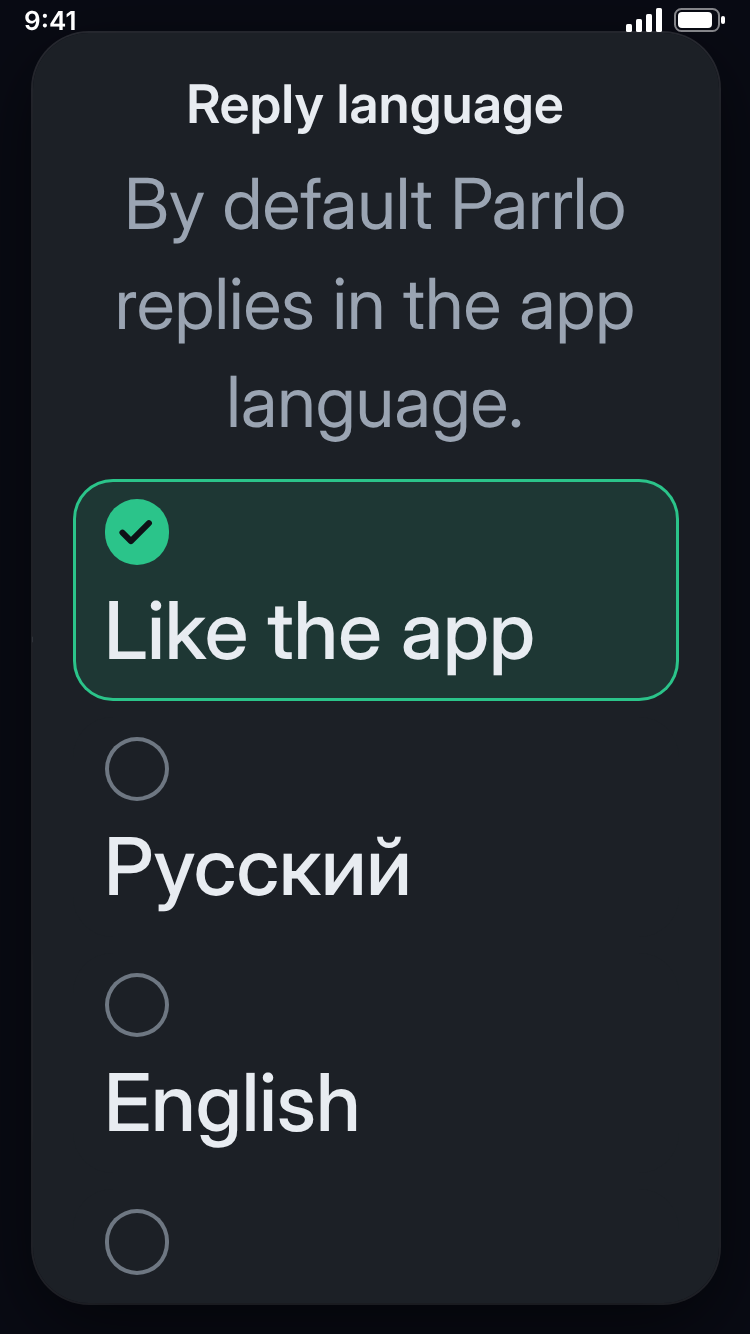 9:41
Reply language
By default Parrlo
replies in the app
language.
Like the app
Русский
English